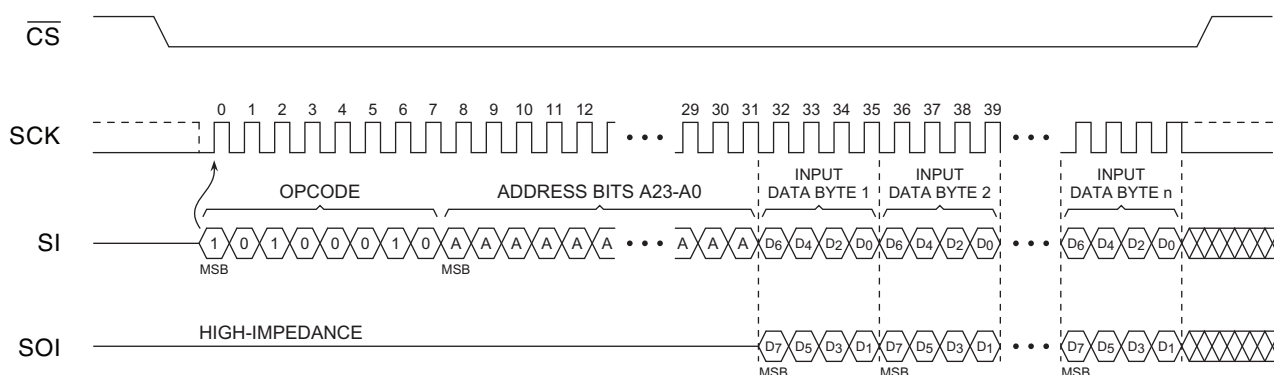 CS
0 1 2 3 4 5 6 7 8 9 10 11 12 29 30 31 32 33 34 35 36 37 38 39
SCK • • • • • •
INPUT INPUT INPUT
OPCODE ADDRESS BITS A23-A0 DATA BYTE 1 DATA BYTE 2 DATA BYTE n
SI 1 0 1 0 0 0 1 0 A A A A A A • • • A A A D6 D4 D2 D0 D6 D4 D2 D0 • • • D6 D4 D2 D0
MSB MSB
HIGH-IMPEDANCE
SOI D7 D5 D3 D1 D7 D5 D3 D1 • • • D7 D5 D3 D1
MSB MSB MSB